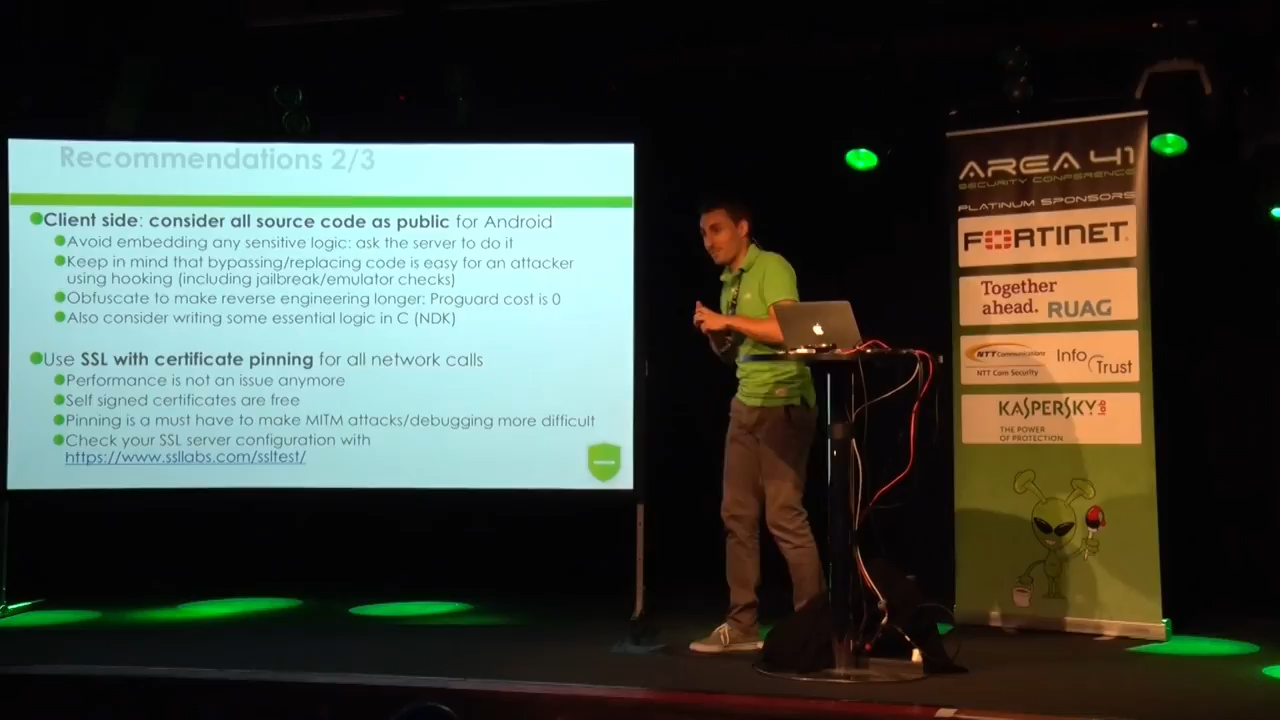 Recommendations 2/3
Client side: consider all source code as public for Android
Avoid embedding any sensitive logic: ask the server to do it
Keep in mind that bypassing/replacing code is easy for an attacker
using hooking (including jailbreak/emulator checks)
Obfuscate to make reverse engineering longer: Proguard cost is 0
Also consider writing some essential logic in C (NDK)
Use SSL with certificate pinning for all network calls
Performance is not an issue anymore
Self signed certificates are free
Pinning is a must have to make MITM attacks/debugging more difficult
Check your SSL server configuration with
https://www.ssllabs.com/ssltest/
AREA 41
SECURITY CONFERENCE
PLATINUM SPONSORS
FORTINET
Together
ahead. RUAG
NTT Communications
NTT Com Security
Info Trust
KASPERSKY lab
THE POWER
OF PROTECTION